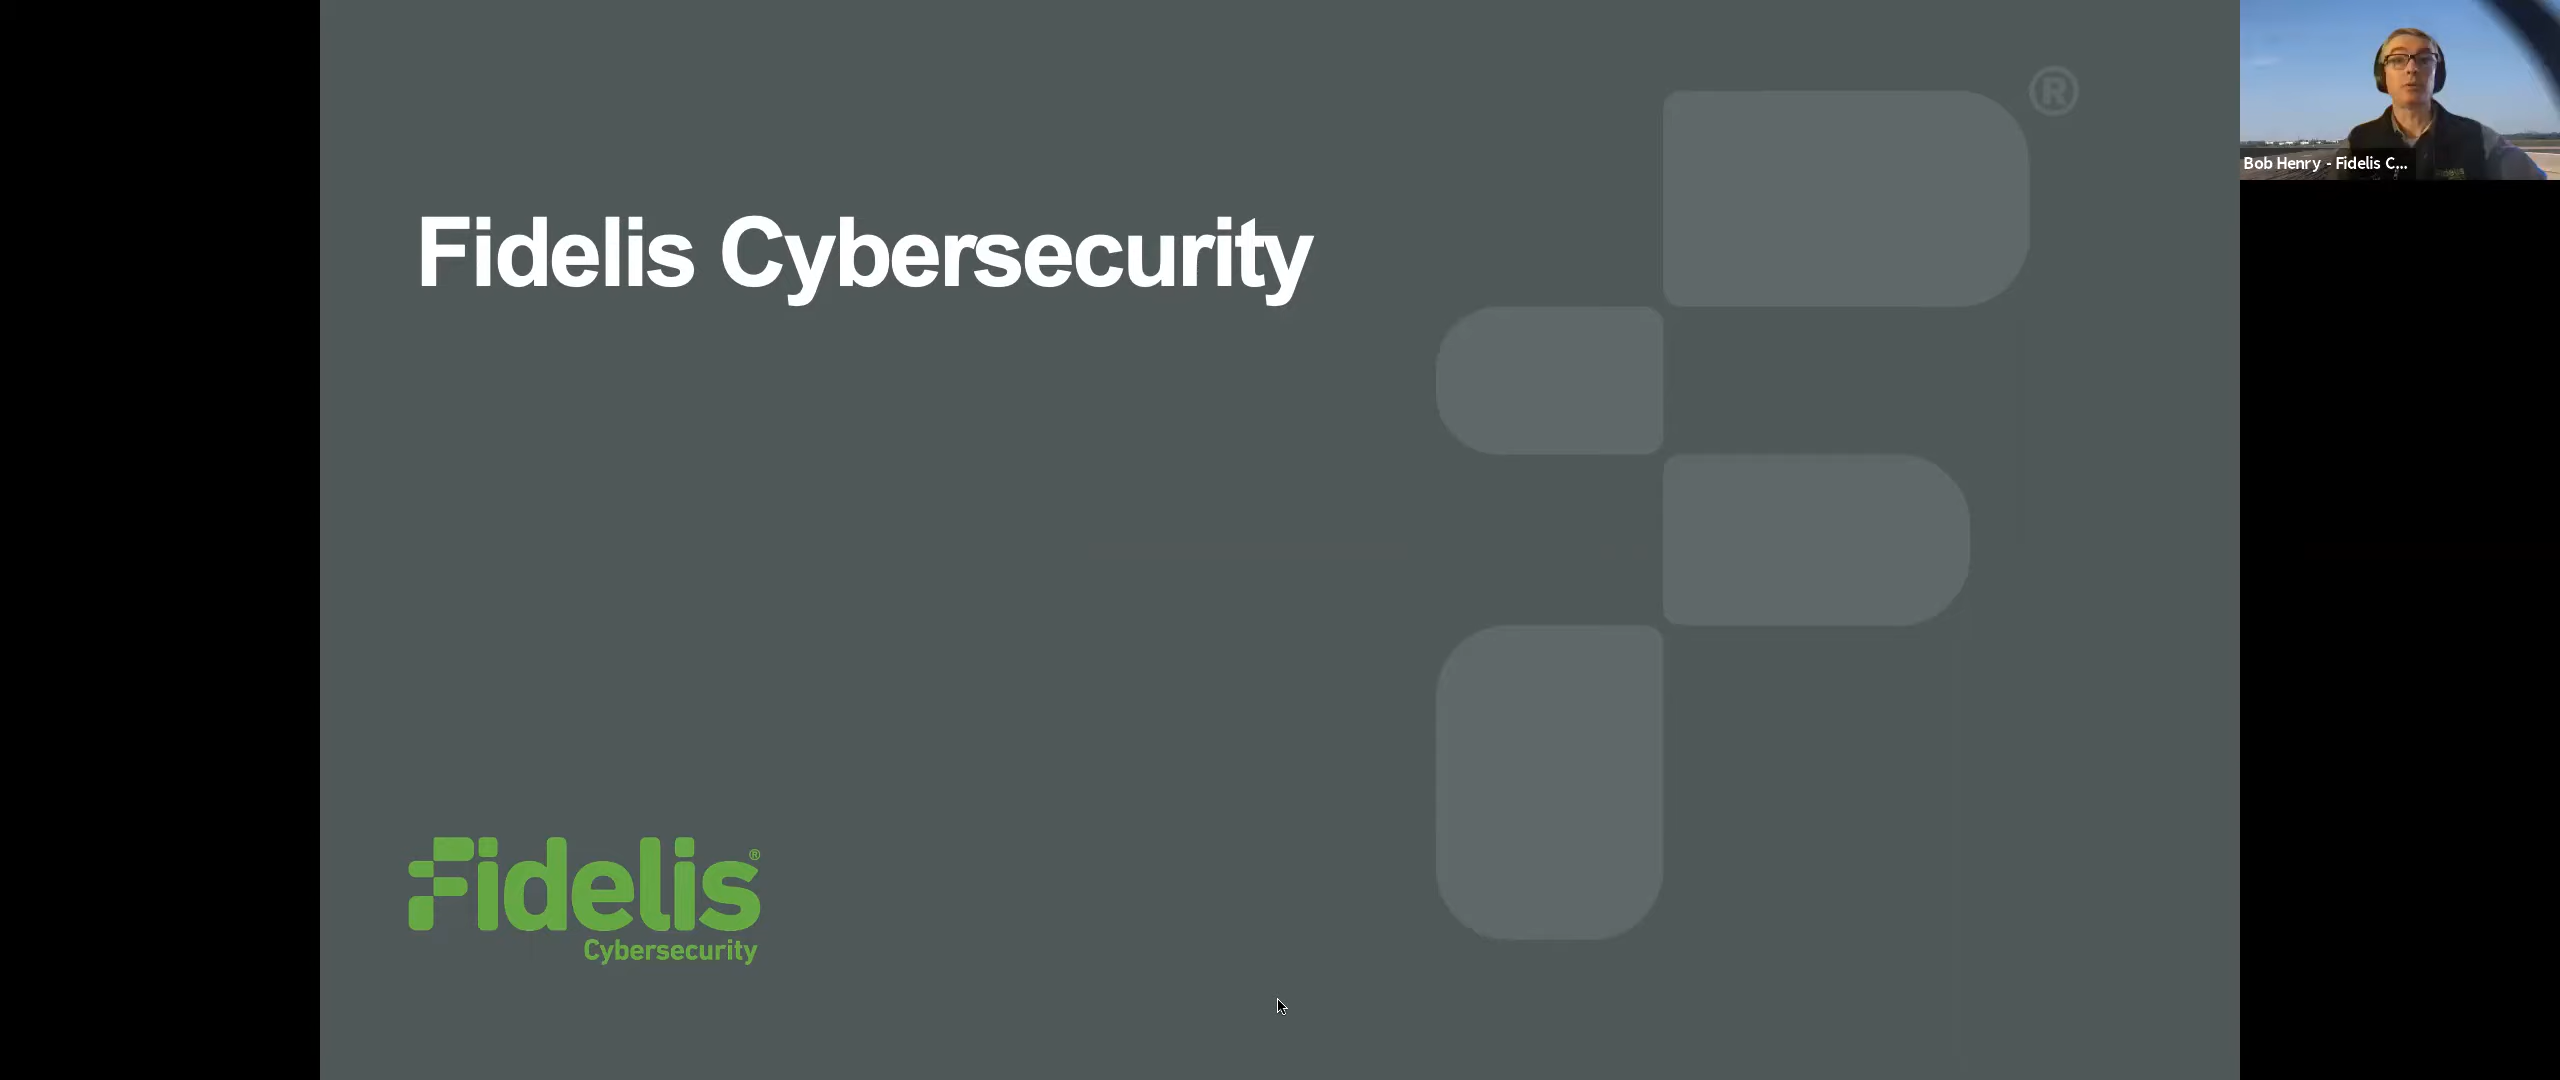 Fidelis Cybersecurity
®
Bob Henry - Fidelis C...
Fidelis®
Cybersecurity